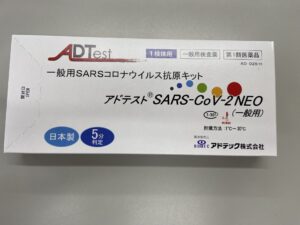 ADTest
1検体用 一般用検査薬 第1類医薬品
一般用SARSコロナウイルス抗原キット
アドテスト® SARS-CoV-2 NEO
(一般用)
貯蔵方法:1℃~30℃
日本製
5分
判定
アドテック株式会社
日本製